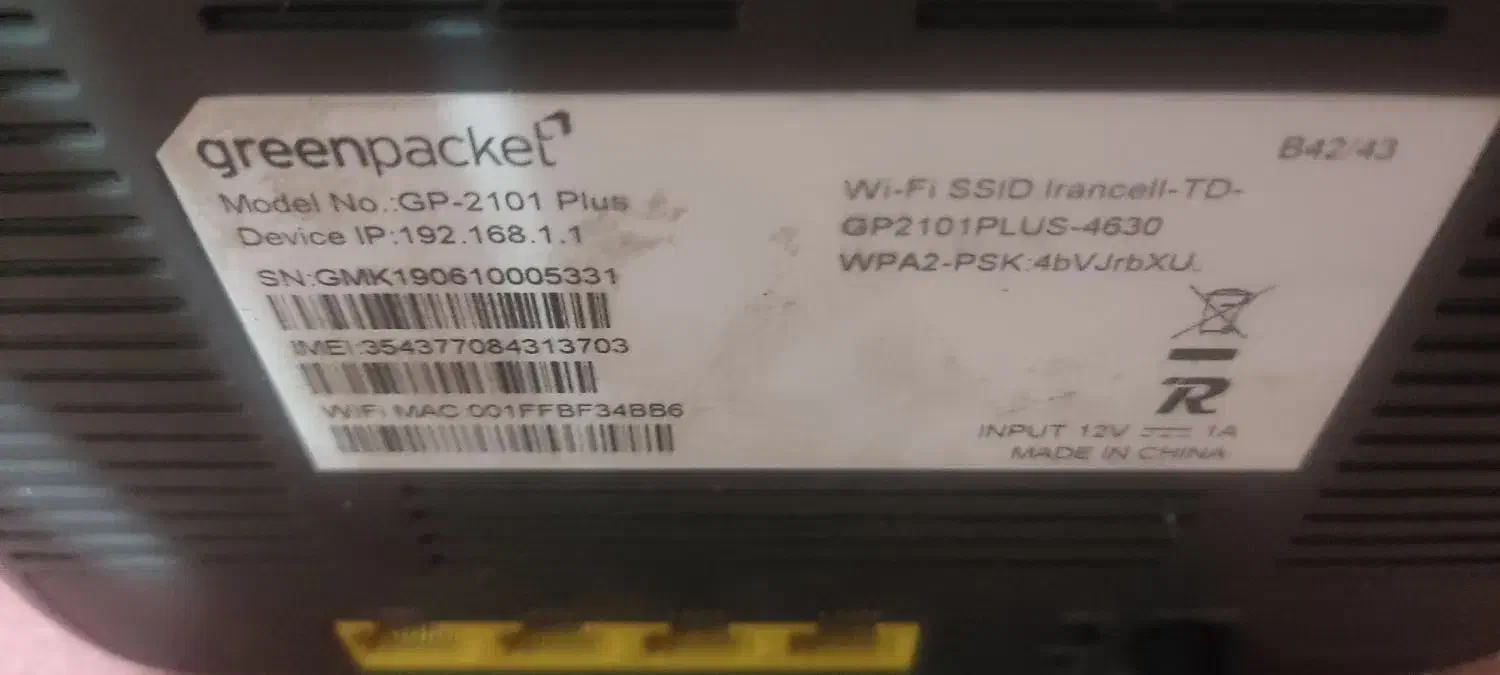 greenpacket
Model No.:GP-2101 Plus
Device IP:192.168.1.1
SN:GMK190610005331
IMEI:354377084313703
WiFi MAC:001FFBF34BB6
B42/43
Wi-Fi SSID Irancell-TD-
GP2101PLUS-4630
WPA2-PSK:4bVJrbXU
INPUT 12V 1A
MADE IN CHINA